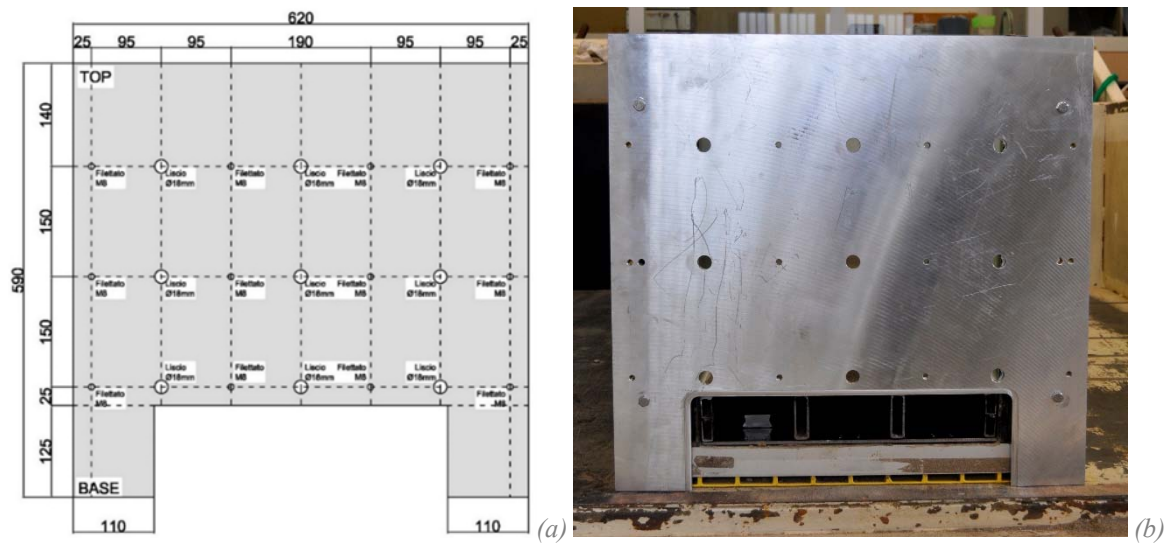 620
25 95 95 190 95 95 25
TOP
140
Filettato Liscio Filettato Liscio Filettato Liscio Filettato
M8 Ø18mm M8 Ø18mm M8 Ø18mm M8
150
590
Filettato Liscio Filettato Liscio Filettato Liscio Filettato
M8 Ø18mm M8 Ø18mm M8 Ø18mm M8
150
Liscio Filettato Liscio Filettato Liscio
Ø18mm M8 Ø18mm M8 Ø18mm
25
Filettato Filettato
M8 M8
125
BASE
110 110
(a)
(b)